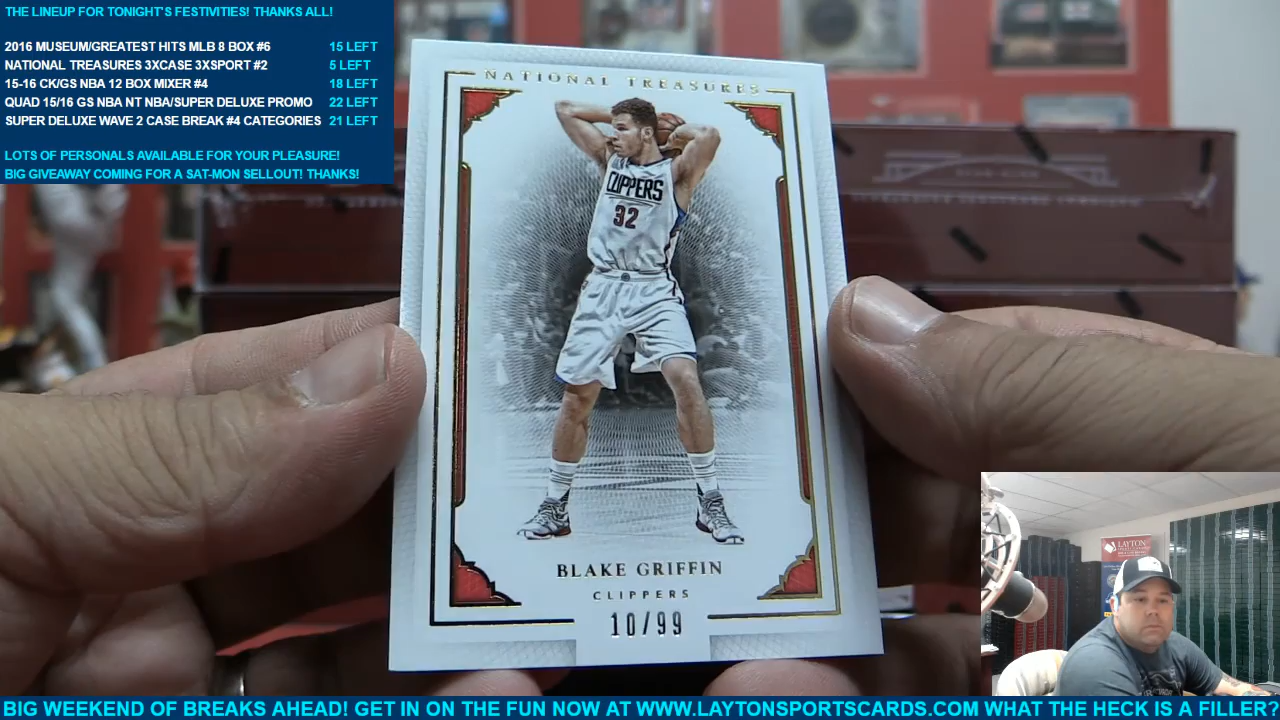 THE LINEUP FOR TONIGHT'S FESTIVITIES! THANKS ALL!
2016 MUSEUM/GREATEST HITS MLB 8 BOX #6 15 LEFT
NATIONAL TREASURES 3XCASE 3XSPORT #2 5 LEFT
15-16 CK/GS NBA 12 BOX MIXER #4 18 LEFT
QUAD 15/16 GS NBA NT NBA/SUPER DELUXE PROMO 22 LEFT
SUPER DELUXE WAVE 2 CASE BREAK #4 CATEGORIES 21 LEFT
LOTS OF PERSONALS AVAILABLE FOR YOUR PLEASURE!
BIG GIVEAWAY COMING FOR A SAT-MON SELLOUT! THANKS!
NATIONAL TREASURES
CLIPPERS
32
BLAKE GRIFFIN
CLIPPERS
10/99
LAYTON
BIG WEEKEND OF BREAKS AHEAD! GET IN ON THE FUN NOW AT WWW.LAYTONSPORTSCARDS.COM WHAT THE HECK IS A FILLER?